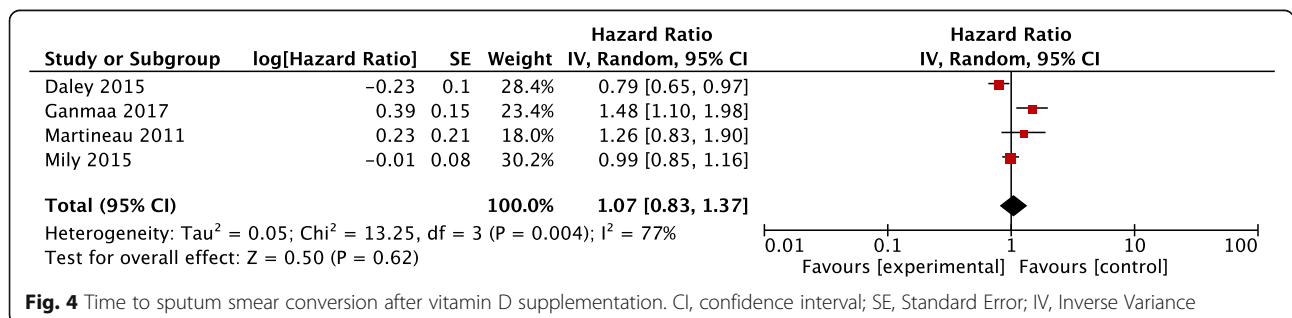 Hazard Ratio Hazard Ratio
Study or Subgroup log[Hazard Ratio] SE Weight IV, Random, 95% CI IV, Random, 95% CI
Daley 2015 −0.23 0.1 28.4% 0.79 [0.65, 0.97]
Ganmaa 2017 0.39 0.15 23.4% 1.48 [1.10, 1.98]
Martineau 2011 0.23 0.21 18.0% 1.26 [0.83, 1.90]
Mily 2015 −0.01 0.08 30.2% 0.99 [0.85, 1.16]
Total (95% CI) 100.0% 1.07 [0.83, 1.37]
Heterogeneity: Tau² = 0.05; Chi² = 13.25, df = 3 (P = 0.004); I² = 77%
Test for overall effect: Z = 0.50 (P = 0.62)
0.01 0.1 1 10 100
Favours [experimental] Favours [control]
Fig. 4 Time to sputum smear conversion after vitamin D supplementation. CI, confidence interval; SE, Standard Error; IV, Inverse Variance